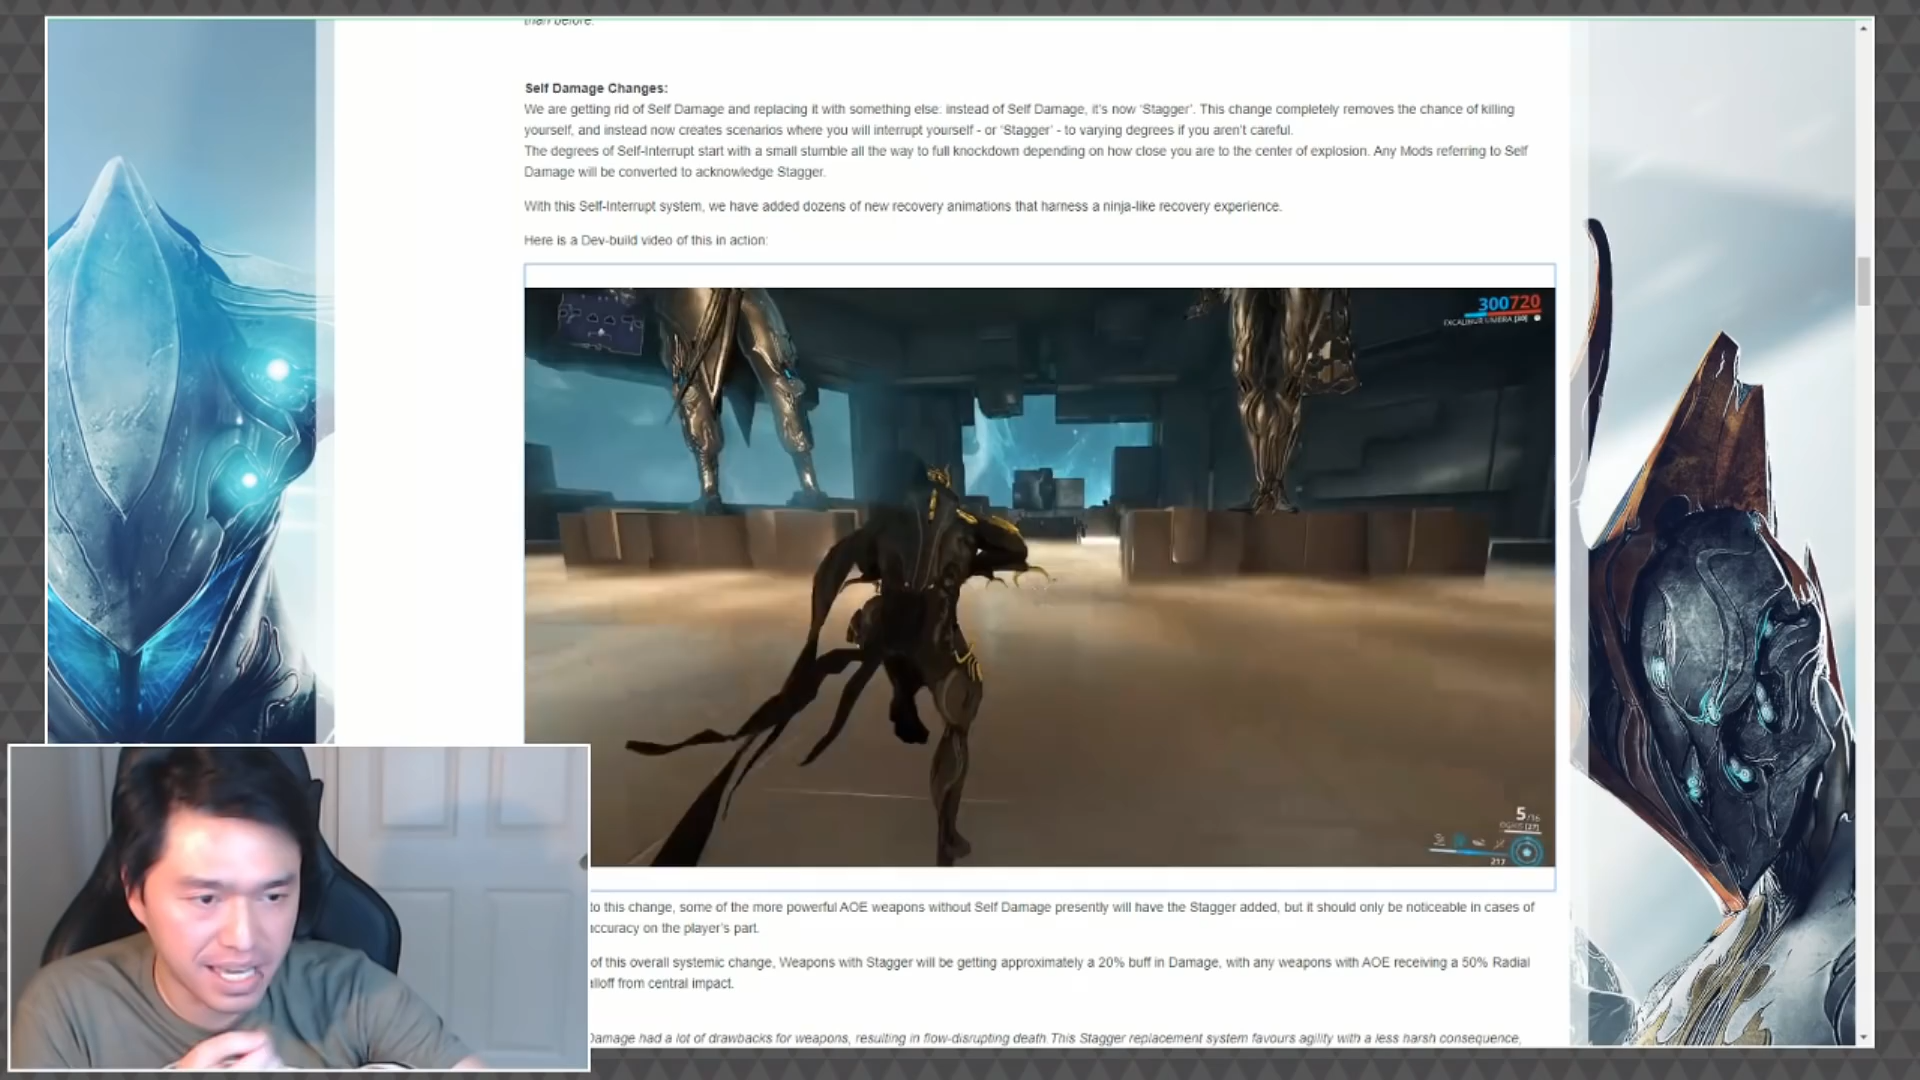 than before.
Self Damage Changes:
We are getting rid of Self Damage and replacing it with something else: instead of Self Damage, it's now 'Stagger'. This change completely removes the chance of killing
yourself, and instead now creates scenarios where you will interrupt yourself - or 'Stagger' - to varying degrees if you aren't careful.
The degrees of Self-Interrupt start with a small stumble all the way to full knockdown depending on how close you are to the center of explosion. Any Mods referring to Self
Damage will be converted to acknowledge Stagger.
With this Self-Interrupt system, we have added dozens of new recovery animations that harness a ninja-like recovery experience.
Here is a Dev-build video of this in action:
300720
EXCALIBUR UMBRA [30]
5/16
217
to this change, some of the more powerful AOE weapons without Self Damage presently will have the Stagger added, but it should only be noticeable in cases of
accuracy on the player's part.
of this overall systemic change, Weapons with Stagger will be getting approximately a 20% buff in Damage, with any weapons with AOE receiving a 50% Radial
alloff from central impact.
Damage had a lot of drawbacks for weapons, resulting in flow-disrupting death. This Stagger replacement system favours agility with a less harsh consequence,